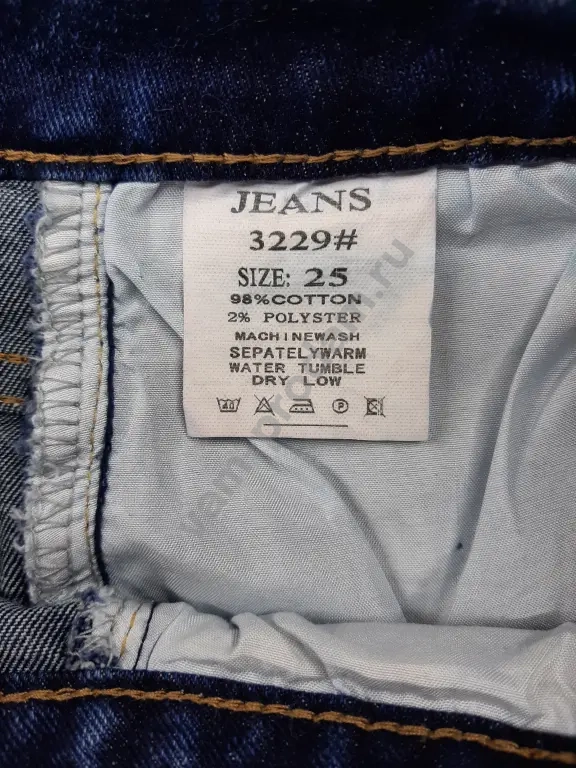 JEANS
3229#
SIZE: 25
98%COTTON
2% POLYSTER
MACHINEWASH
SEPATELYWARM
WATER TUMBLE
DRY LOW